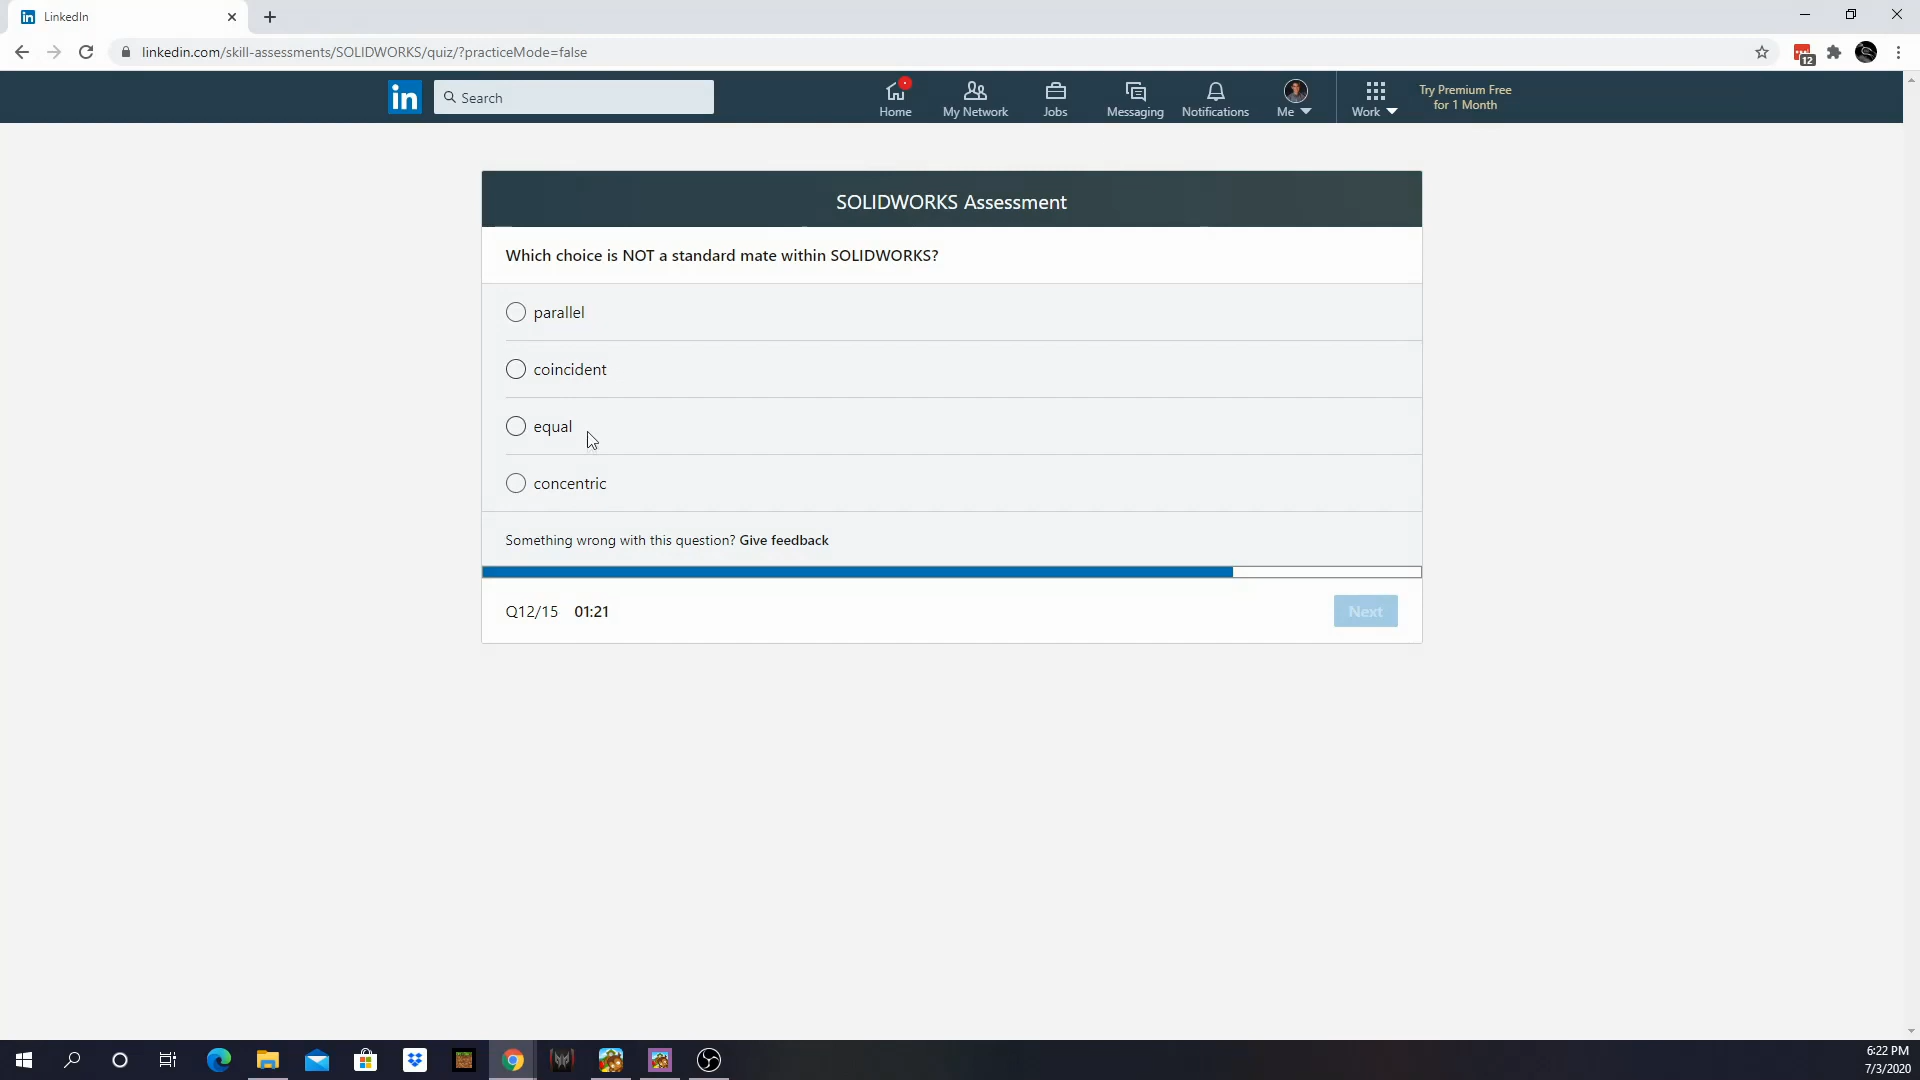 LinkedIn
linkedin.com/skill-assessments/SOLIDWORKS/quiz/?practiceMode=false
12
in
Search
Home
My Network
Jobs
Messaging
Notifications
Me
Work
Try Premium Free
for 1 Month
SOLIDWORKS Assessment
Which choice is NOT a standard mate within SOLIDWORKS?
parallel
coincident
equal
concentric
Something wrong with this question? Give feedback
Q12/15 01:21
Next
6:22 PM
7/3/2020